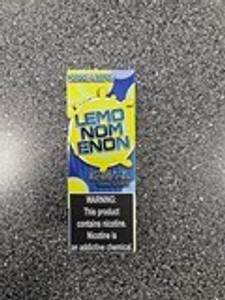 LEMO
NOM
ENON
WARNING:
This product
contains nicotine.
Nicotine is
an addictive chemical.